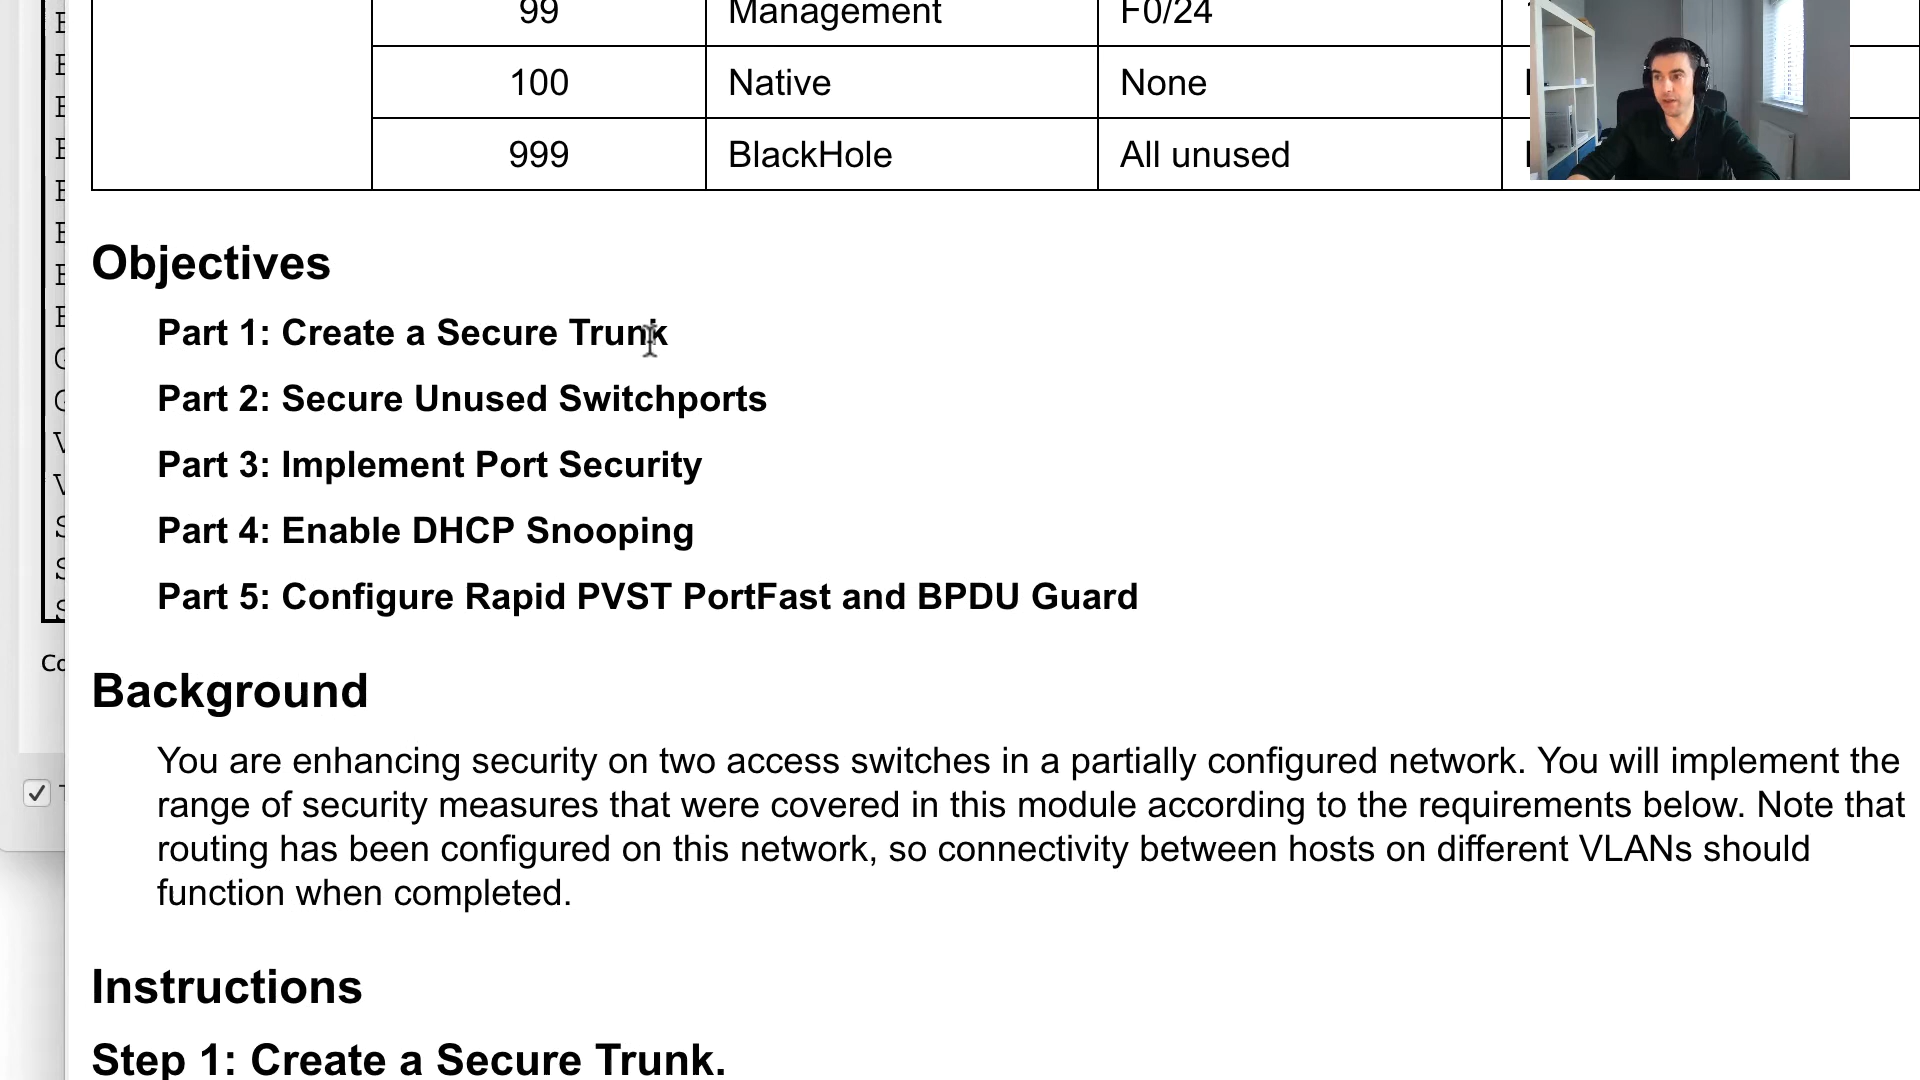 99 Management F0/24
100 Native None
999 BlackHole All unused
Objectives
Part 1: Create a Secure Trunk
Part 2: Secure Unused Switchports
Part 3: Implement Port Security
Part 4: Enable DHCP Snooping
Part 5: Configure Rapid PVST PortFast and BPDU Guard
Background
You are enhancing security on two access switches in a partially configured network. You will implement the
range of security measures that were covered in this module according to the requirements below. Note that
routing has been configured on this network, so connectivity between hosts on different VLANs should
function when completed.
Instructions
Step 1: Create a Secure Trunk.